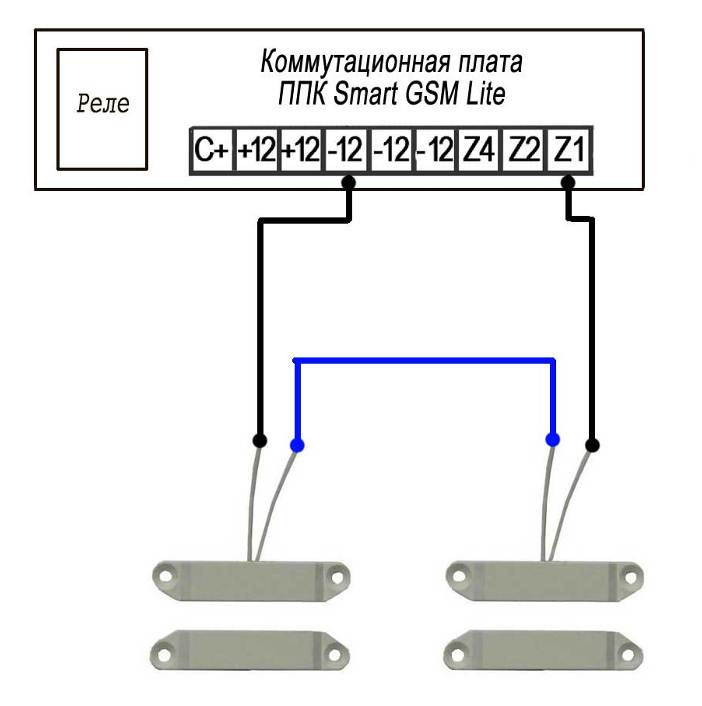 Коммутационная плата
ППК Smart GSM Lite
Реле
C+ +12 +12 -12 -12 -12 Z4 Z2 Z1